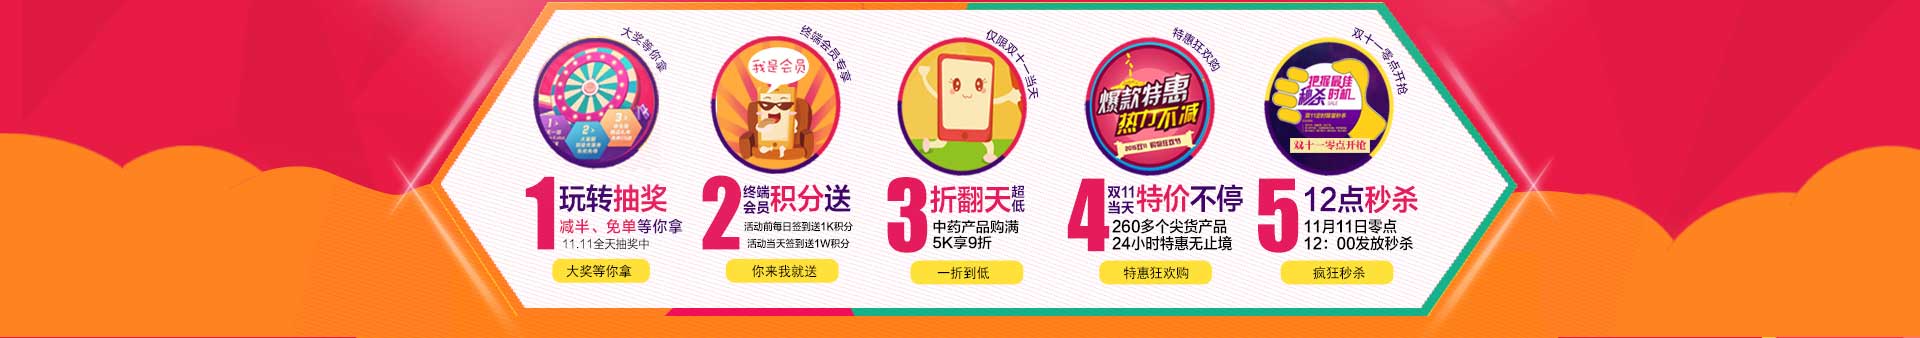 大奖等你拿
1
玩转抽奖
减半、免单等你拿
11.11全天抽奖中
大奖等你拿
终端会员专享
我是会员
2
终端会员
积分送
活动前每日签到送1K积分
活动当天签到送1W积分
你来我就送
仅限双十一当天
3
折翻天
超低
中药产品购满
5K享9折
一折到低
特惠狂欢购
爆款特惠
热力不减
4
双11当天
特价不停
260多个尖货产品
24小时特惠无止境
特惠狂欢购
双十一零点开抢
把握最佳
秒杀时机
双十一零点开抢
5
12点秒杀
11月11日零点
12：00发放秒杀
疯狂秒杀